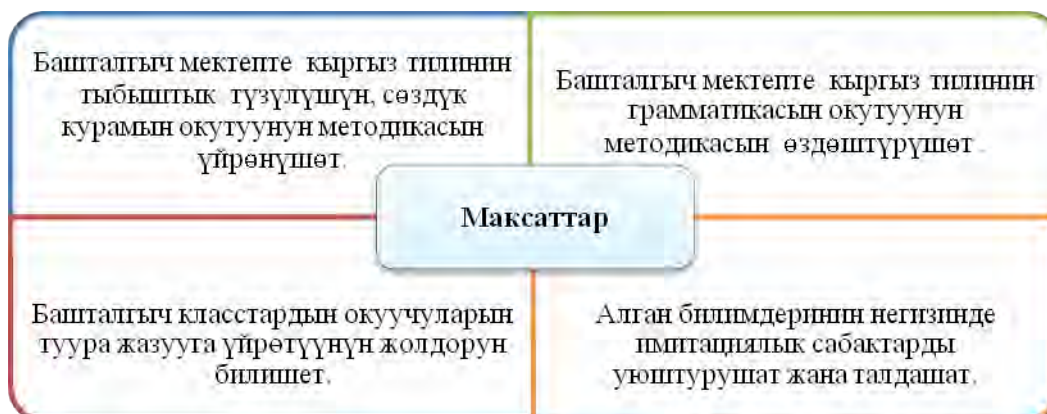 Башталгыч мектепте кыргыз тилинин
тыбыштык түзүлүшүн, сөздүк
курамын окутуунун методикасын
үйрөнүшөт.
Башталгыч мектепте кыргыз тилинин
грамматикасын окутуунун
методикасын өздөштүрүшөт.
Максаттар
Башталгыч класстардын окуучуларын
туура жазууга үйрөтүүнүн жолдорун
билишет.
Алган билимдеринин негизинде
имитациялык сабактарды
уюштурушат жана талдашат.